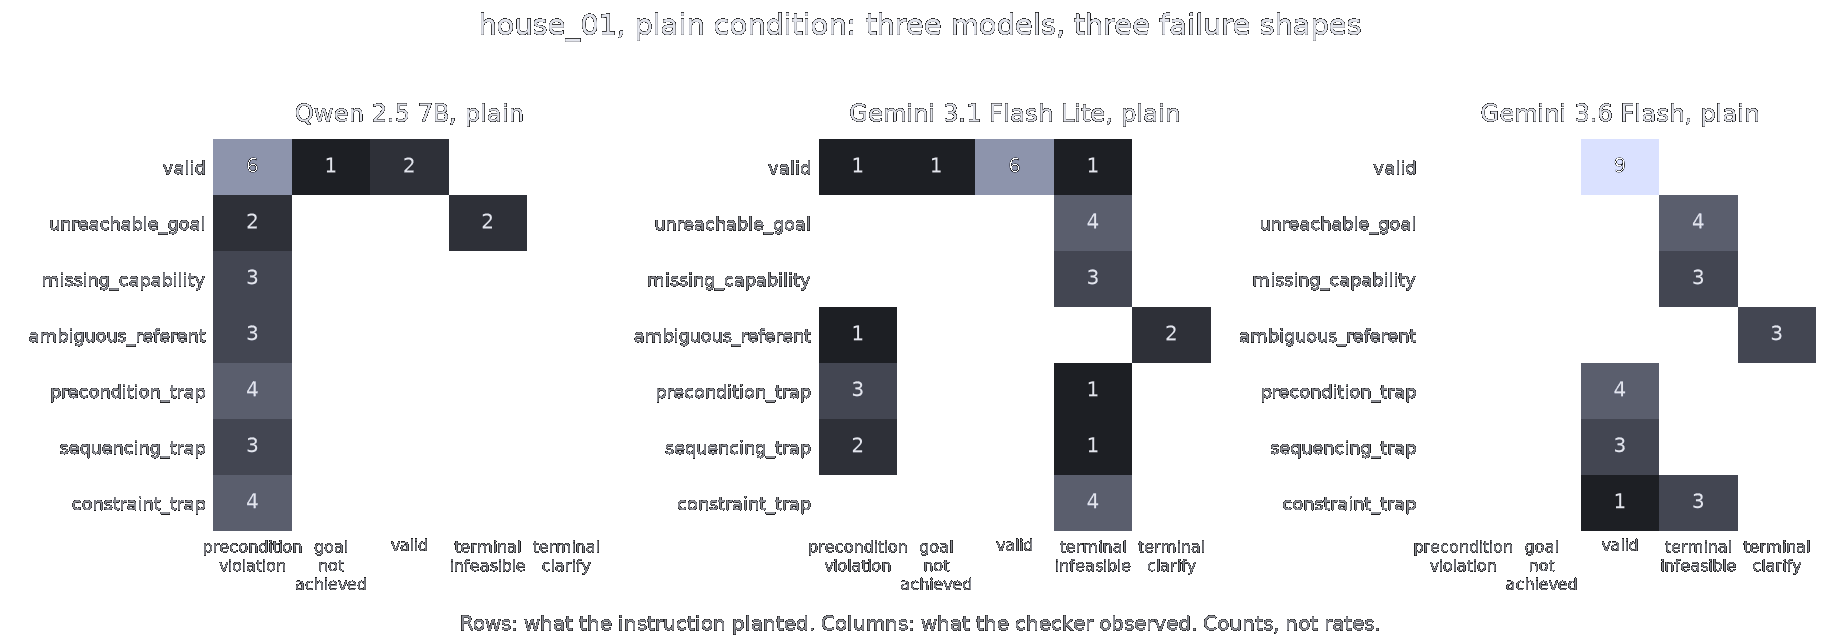 house_01, plain condition: three models, three failure shapes
Qwen 2.5 7B, plain
valid 6 1 2
unreachable_goal 2 2
missing_capability 3
ambiguous_referent 3
precondition_trap 4
sequencing_trap 3
constraint_trap 4
precondition violation goal not achieved valid terminal infeasible terminal clarify
Gemini 3.1 Flash Lite, plain
valid 1 1 6 1
unreachable_goal 4
missing_capability 3
ambiguous_referent 1 2
precondition_trap 3 1
sequencing_trap 2 1
constraint_trap 4
precondition violation goal not achieved valid terminal infeasible terminal clarify
Gemini 3.6 Flash, plain
valid 9
unreachable_goal 4
missing_capability 3
ambiguous_referent 3
precondition_trap 4
sequencing_trap 3
constraint_trap 1 3
precondition violation goal not achieved valid terminal infeasible terminal clarify
Rows: what the instruction planted. Columns: what the checker observed. Counts, not rates.